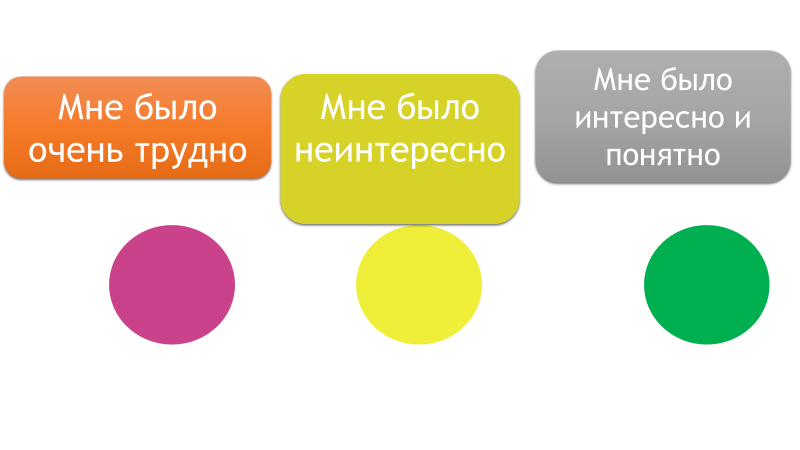 Мне было
очень трудно
Мне было
неинтересно
Мне было
интересно и
понятно